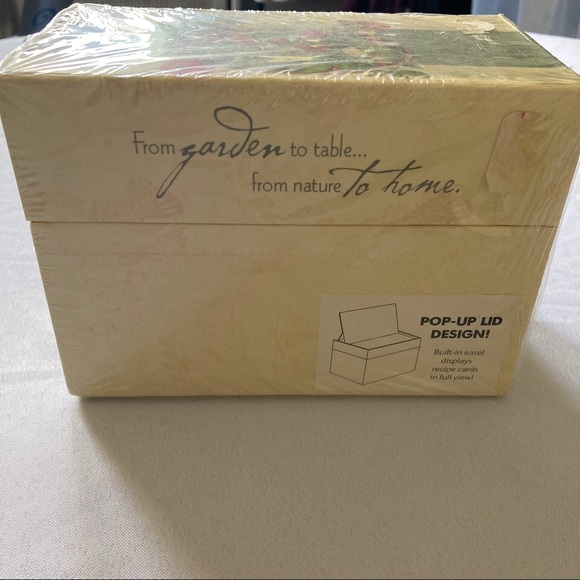 From garden to table...
from nature to home.
POP-UP LID
DESIGN!
Built-in easel
displays
recipe cards
in full view!